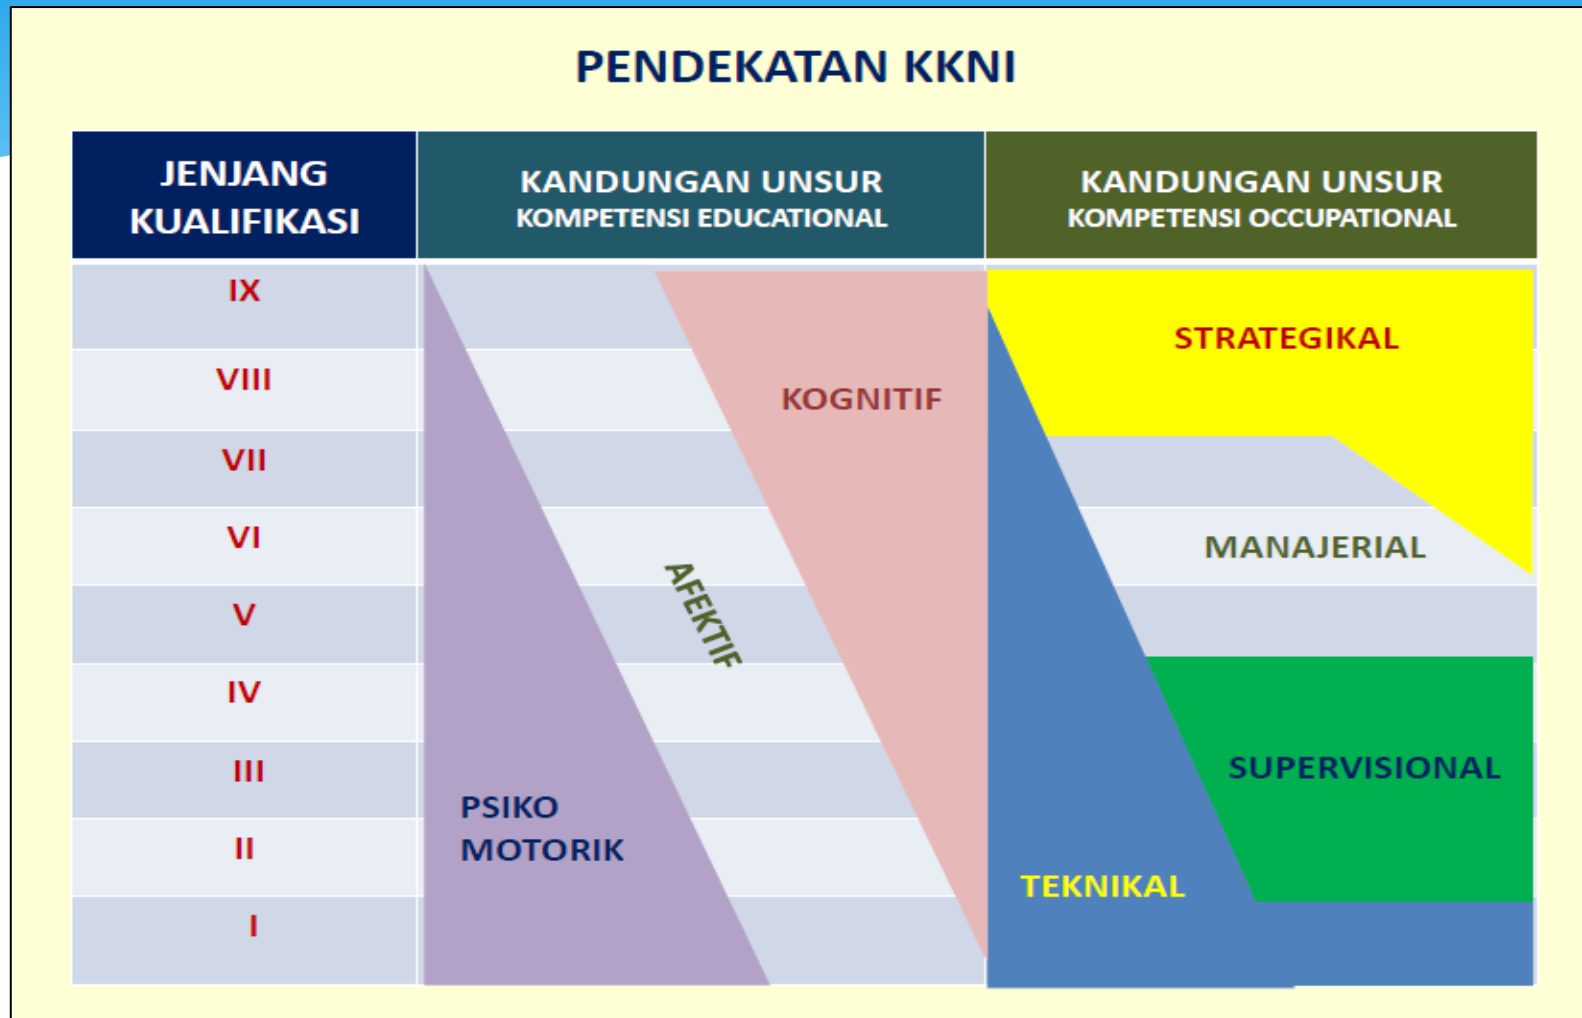 PENDEKATAN KKNI
JENJANG
KUALIFIKASI
KANDUNGAN UNSUR
KOMPETENSI EDUCATIONAL
KANDUNGAN UNSUR
KOMPETENSI OCCUPATIONAL
IX
VIII
VII
VI
V
IV
III
II
I
KOGNITIF
AFEKTIF
PSIKO
MOTORIK
STRATEGIKAL
MANAJERIAL
SUPERVISIONAL
TEKNIKAL